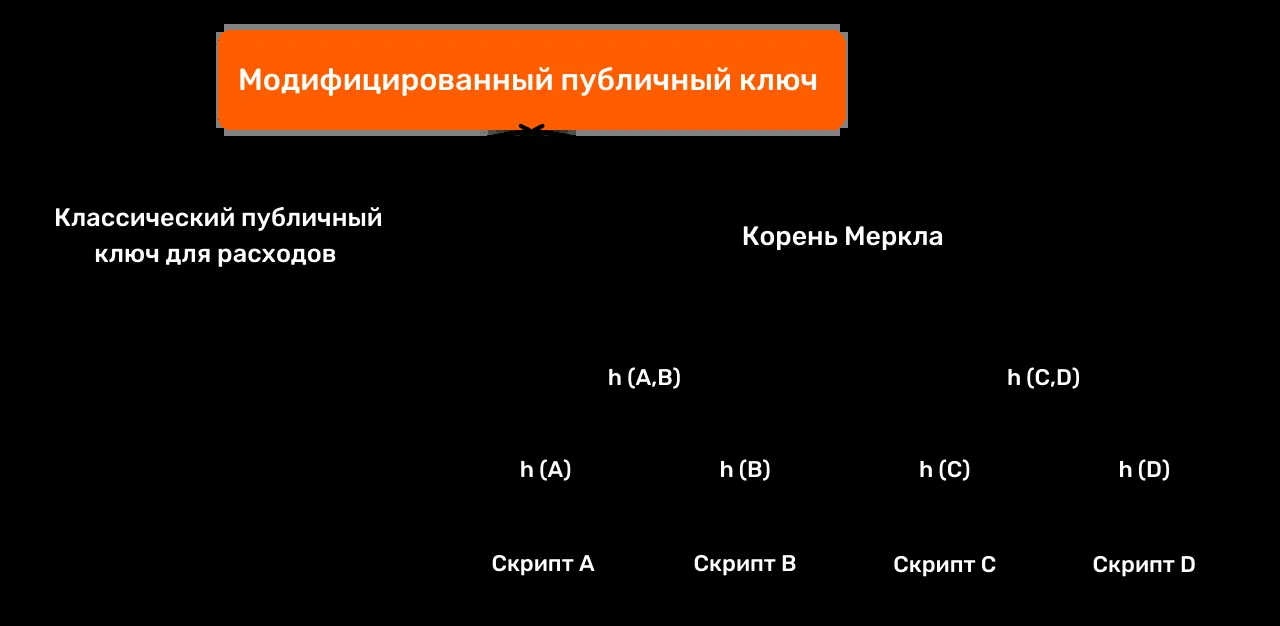 Модифицированный публичный ключ
Классический публичный
ключ для расходов
Корень Меркла
h (A,B)
h (C,D)
h (A)
h (B)
h (C)
h (D)
Скрипт A
Скрипт B
Скрипт C
Скрипт D